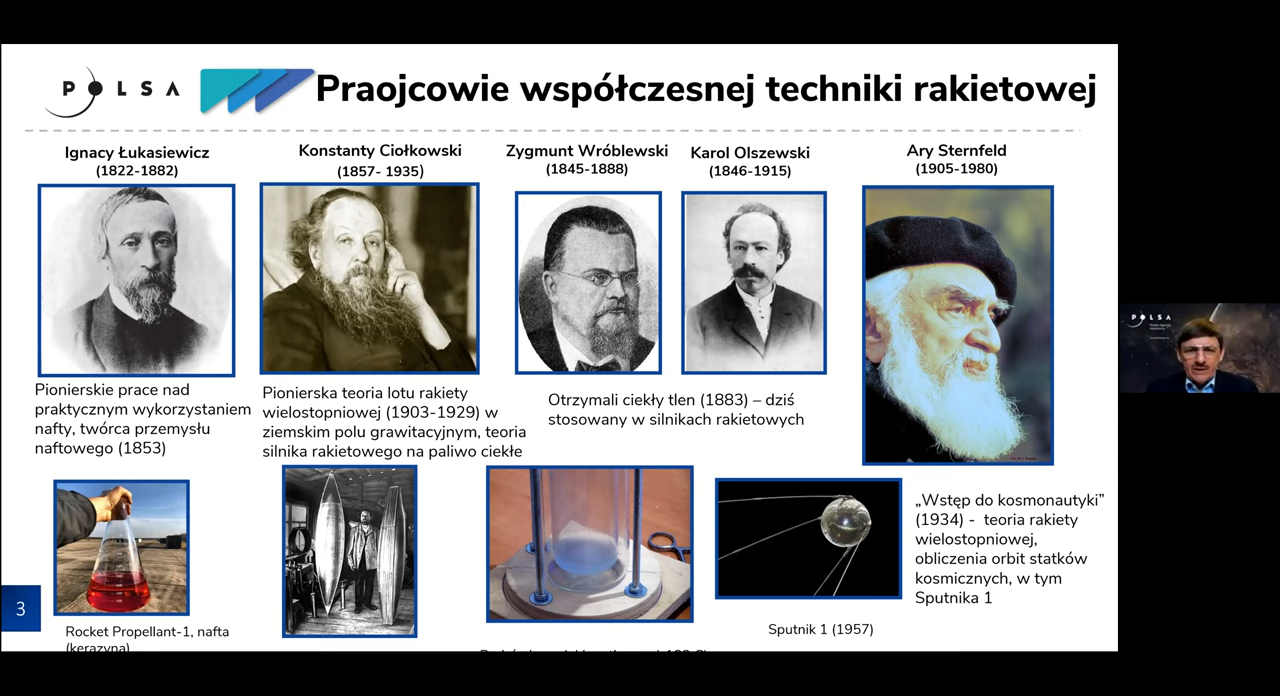 POLSA
Praojcowie współczesnej techniki rakietowej
Ignacy Łukasiewicz
(1822-1882)
Konstanty Ciołkowski
(1857- 1935)
Zygmunt Wróblewski
(1845-1888)
Karol Olszewski
(1846-1915)
Ary Sternfeld
(1905-1980)
Pionierskie prace nad
praktycznym wykorzystaniem
nafty, twórca przemysłu
naftowego (1853)
Pionierska teoria lotu rakiety
wielostopniowej (1903-1929) w
ziemskim polu grawitacyjnym, teoria
silnika rakietowego na paliwo ciekłe
Otrzymali ciekły tlen (1883) – dziś
stosowany w silnikach rakietowych
„Wstęp do kosmonautyki”
(1934) - teoria rakiety
wielostopniowej,
obliczenia orbit statków
kosmicznych, w tym
Sputnika 1
Rocket Propellant-1, nafta
(kerazyna)
Sputnik 1 (1957)
3
POLSA